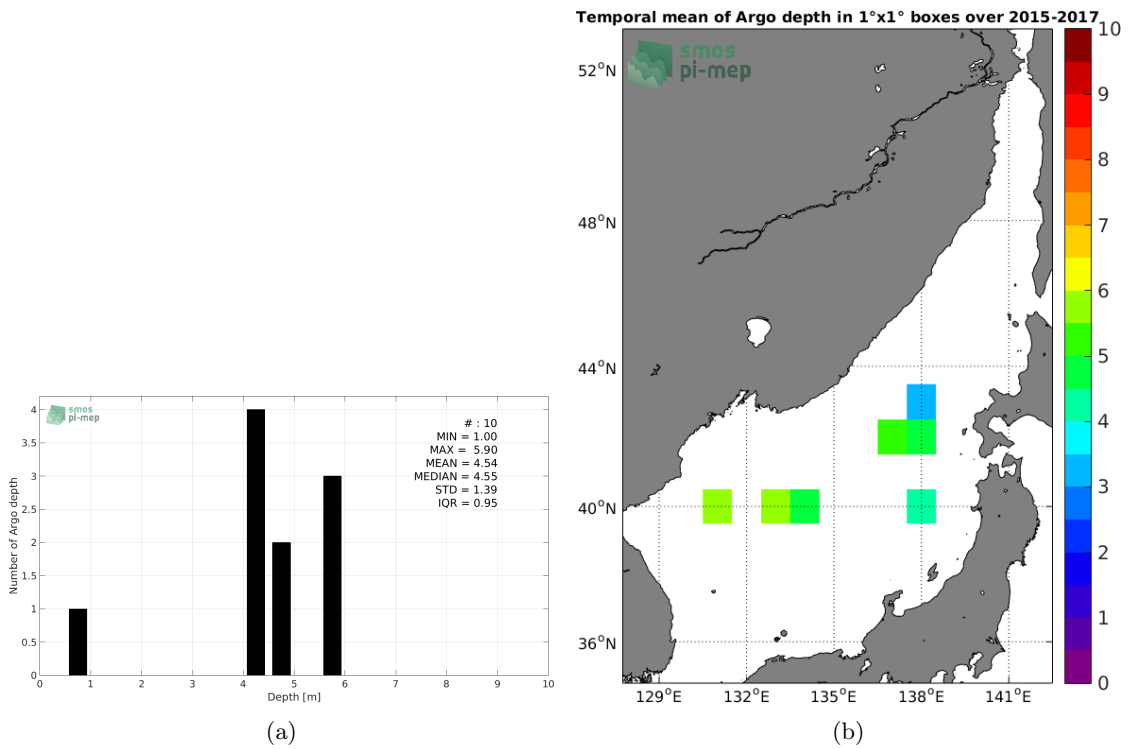 smos
pi-mep
# : 10
MIN = 1.00
MAX = 5.90
MEAN = 4.54
MEDIAN = 4.55
STD = 1.39
IQR = 0.95
Number of Argo depth
4
3.5
3
2.5
2
1.5
1
0.5
0
0 1 2 3 4 5 6 7 8 9 10
Depth [m]
(a)
Temporal mean of Argo depth in 1°x1° boxes over 2015-2017
smos
pi-mep
52°N
48°N
44°N
40°N
36°N
129°E 132°E 135°E 138°E 141°E
10
9
8
7
6
5
4
3
2
1
0
(b)